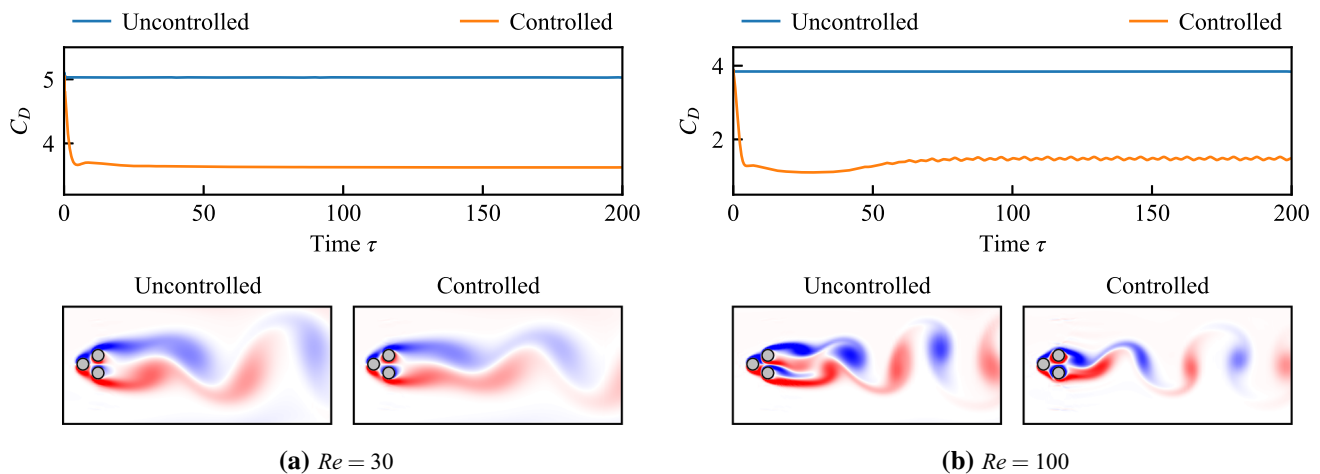 Uncontrolled Controlled
5
4
C_D
0 50 100 150 200
Time τ
Uncontrolled Controlled
(a) Re = 30
Uncontrolled Controlled
4
2
C_D
0 50 100 150 200
Time τ
Uncontrolled Controlled
(b) Re = 100